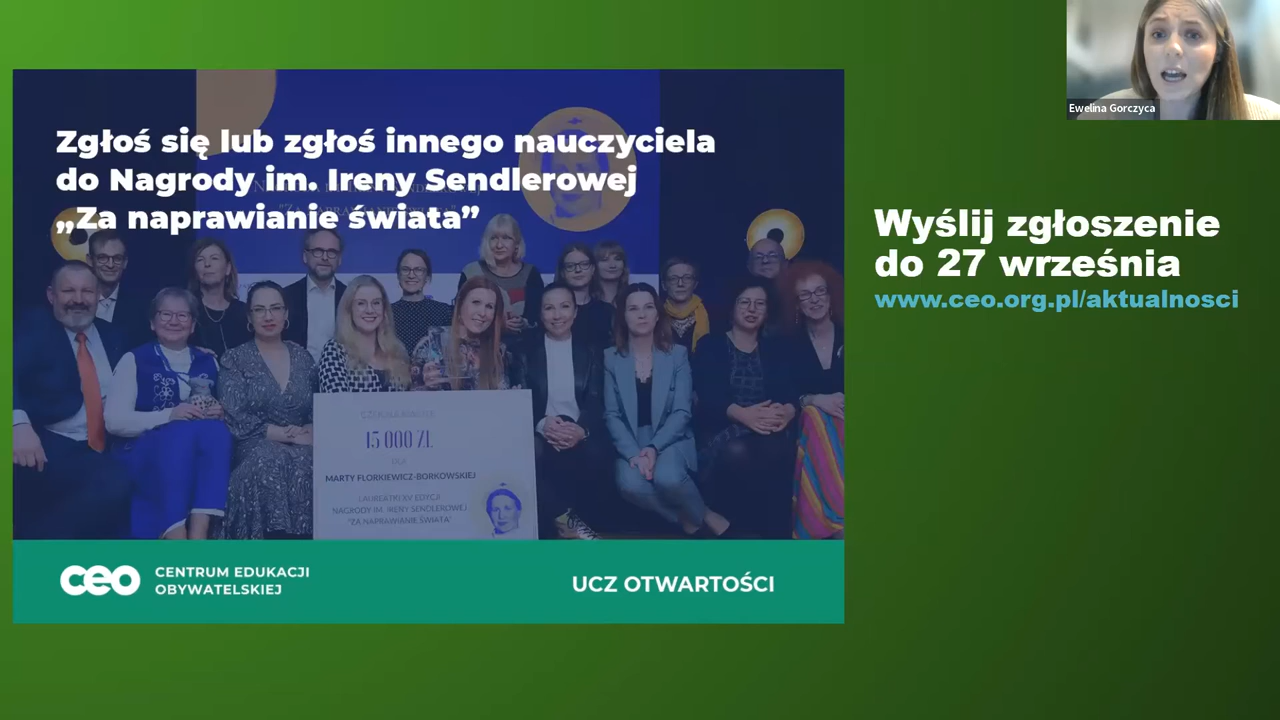 Ewelina Gorczyca
Zgłoś się lub zgłoś innego nauczyciela
do Nagrody im. Ireny Sendlerowej
„Za naprawianie świata”
Wyślij zgłoszenie
do 27 września
www.ceo.org.pl/aktualnosci
15 000 ZŁ
DLA
MARTY FLORKIEWICZ-BORKOWSKIEJ
LAUREATKI XV EDYCJI
NAGRODY IM. IRENY SENDLEROWEJ
"ZA NAPRAWIANIE ŚWIATA"
ceo CENTRUM EDUKACJI
OBYWATELSKIEJ
UCZ OTWARTOŚCI